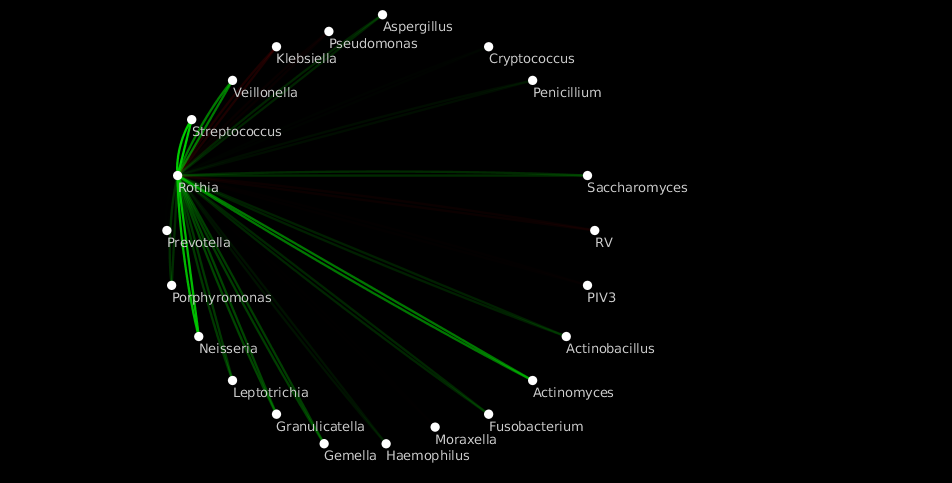 Aspergillus
Pseudomonas
Klebsiella
Cryptococcus
Veillonella
Penicillium
Streptococcus
Rothia
Saccharomyces
Prevotella
RV
Porphyromonas
PIV3
Neisseria
Actinobacillus
Leptotrichia
Actinomyces
Granulicatella
Fusobacterium
Moraxella
Gemella
Haemophilus